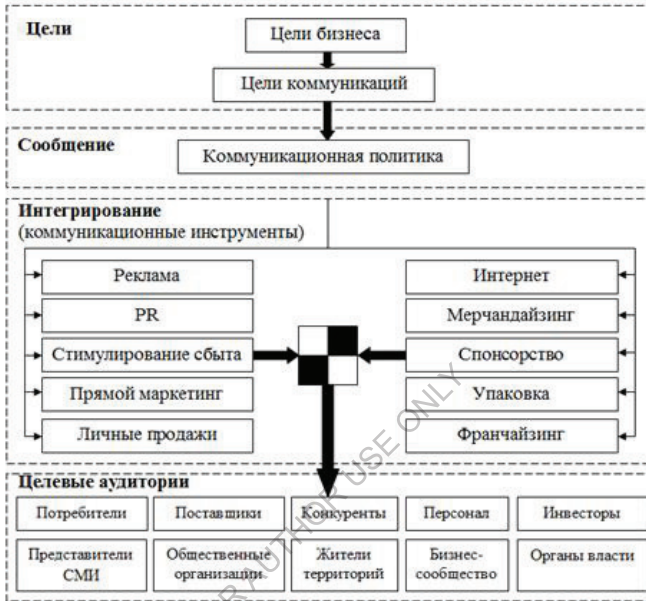 Цели
Цели бизнеса
Цели коммуникаций
Сообщение
Коммуникационная политика
Интегрирование
(коммуникационные инструменты)
Реклама
Интернет
PR
Мерчандайзинг
Стимулирование сбыта
Спонсорство
Прямой маркетинг
Упаковка
Личные продажи
Франчайзинг
Целевые аудитории
Потребители
Поставщики
Конкуренты
Персонал
Инвесторы
Представители
СМИ
Общественные
организации
Жители
территорий
Бизнес-
сообщество
Органы власти
R AUTHOR USE ONLY